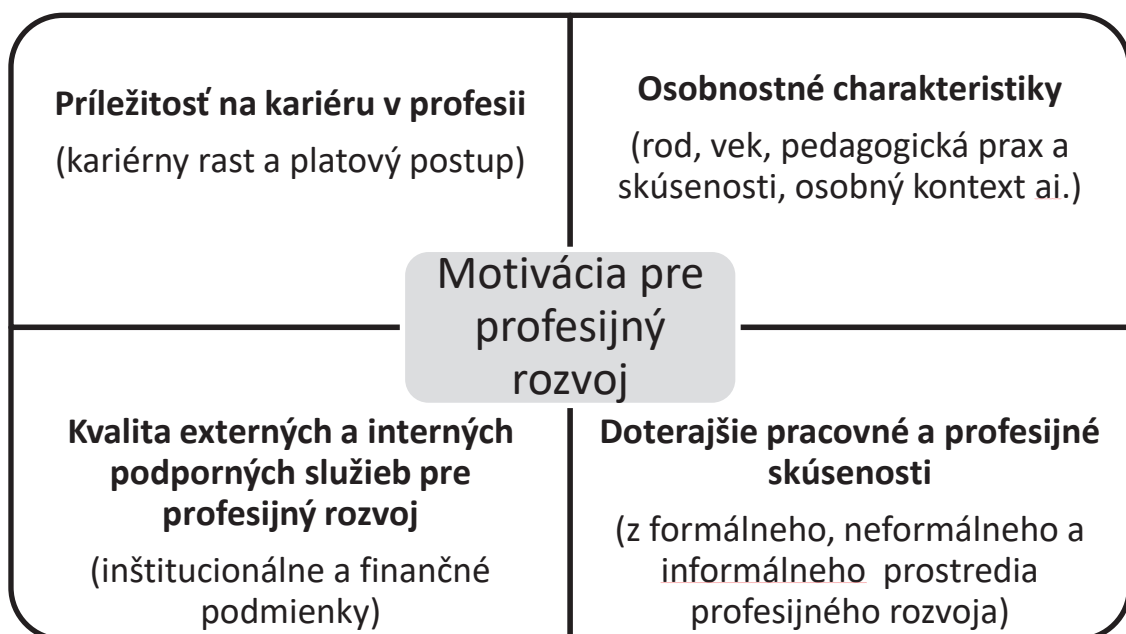 Príležitosť na kariéru v profesii
(kariérny rast a platový postup)
Osobnostné charakteristiky
(rod, vek, pedagogická prax a
skúsenosti, osobný kontext ai.)
Motivácia pre
profesijný
rozvoj
Kvalita externých a interných
podporných služieb pre
profesijný rozvoj
(inštitucionálne a finančné
podmienky)
Doterajšie pracovné a profesijné
skúsenosti
(z formálneho, neformálneho a
informálneho prostredia
profesijného rozvoja)